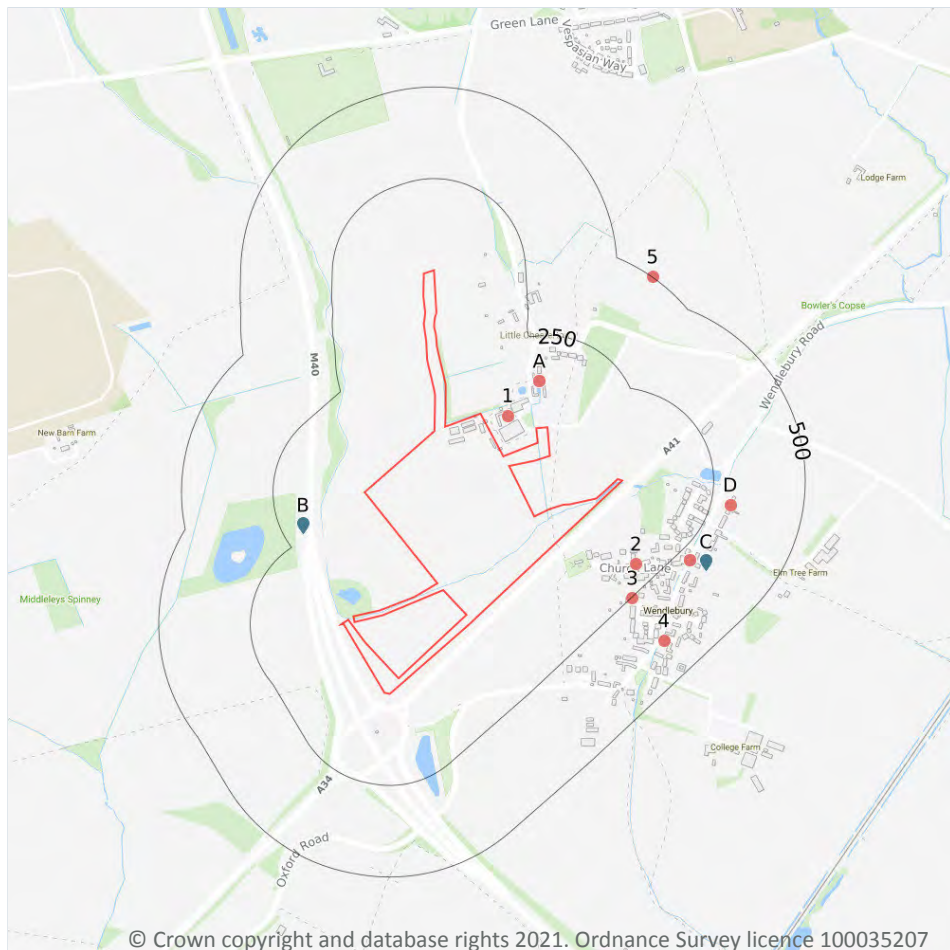 Green Lane
Vespasian Way
Lodge Farm
5
Bowler's Copse
Little Ches
250
Wendlebury Road
M40
A
1
New Barn Farm
A41
500
D
B
2
C
Church Lane
Elm Tree Farm
3
Middleleys Spinney
Wendlebury
4
College Farm
A34
Oxford Road
© Crown copyright and database rights 2021. Ordnance Survey licence 100035207